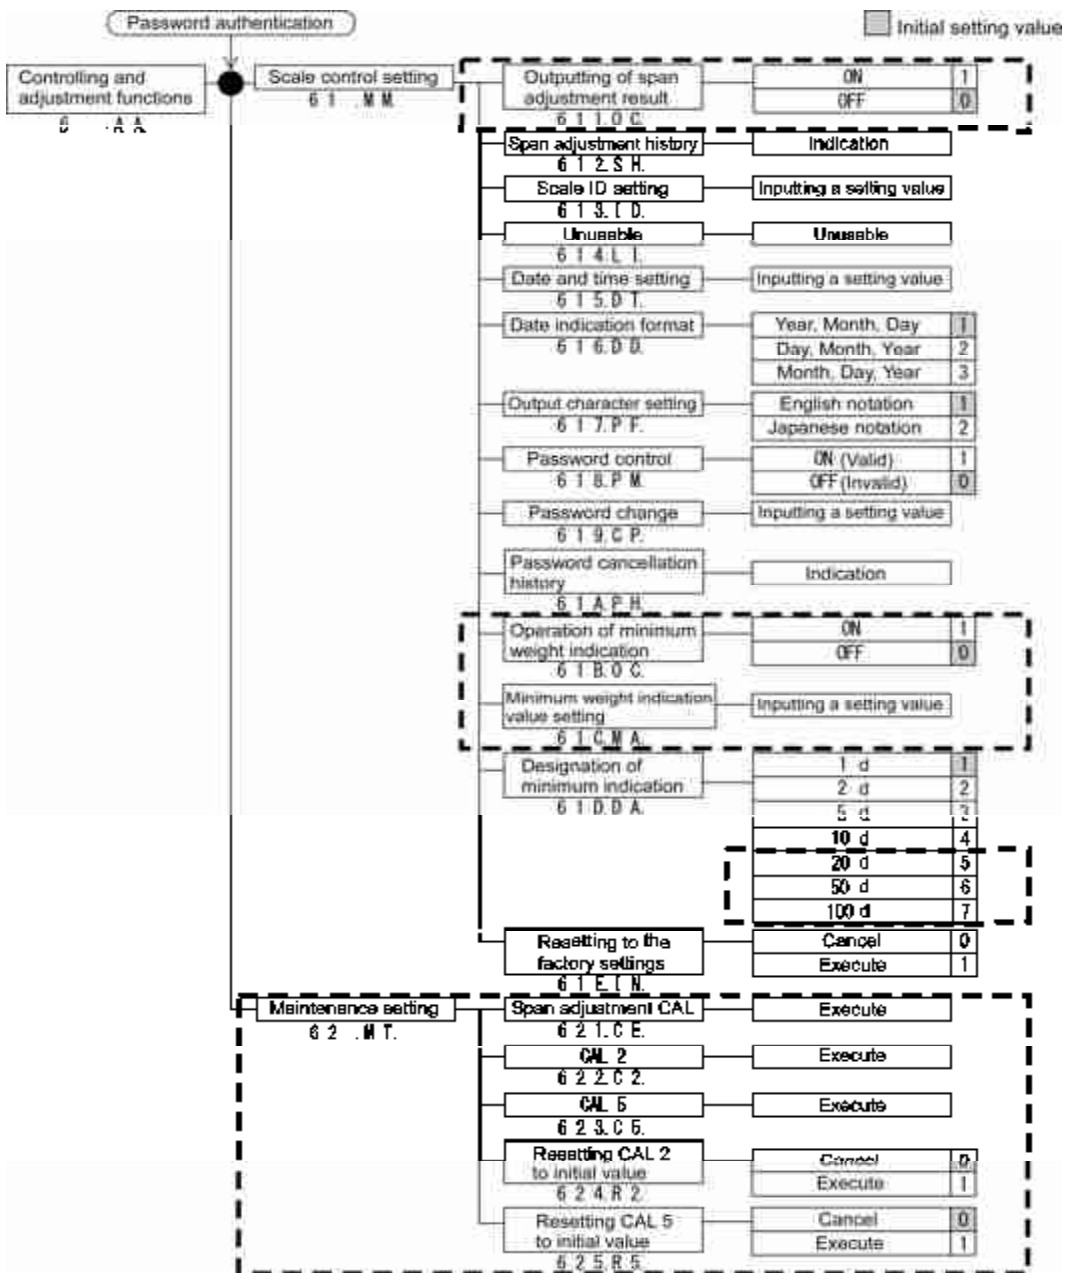 Password authentication
Initial setting value
Controlling and
adjustment functions
6 .A A.
Scale control setting
6 1 .M M.
Outputting of span
adjustment result
6 1 1.O C.
ON 1
OFF 0
Span adjustment history
6 1 2.S H.
Indication
Scale ID setting
6 1 3.I D.
Inputting a setting value
Unusable
6 1 4.L I.
Unusable
Date and time setting
6 1 5.D T.
Inputting a setting value
Date indication format
6 1 6.D D.
Year, Month, Day 1
Day, Month, Year 2
Month, Day, Year 3
Output character setting
6 1 7.P F.
English notation 1
Japanese notation 2
Password control
6 1 8.P M.
ON (Valid) 1
OFF (Invalid) 0
Password change
6 1 9.C P.
Inputting a setting value
Password cancellation
history
6 1 A.P H.
Indication
Operation of minimum
weight indication
6 1 B.O C.
ON 1
OFF 0
Minimum weight indication
value setting
6 1 C.M A.
Inputting a setting value
Designation of
minimum indication
6 1 D.D A.
1 d 1
2 d 2
5 d 3
10 d 4
20 d 5
50 d 6
100 d 7
Resetting to the
factory settings
6 1 E.I N.
Cancel 0
Execute 1
Maintenance setting
6 2 .M T.
Span adjustment CAL
6 2 1.C E.
Execute
CAL 2
6 2 2.C 2.
Execute
CAL 5
6 2 3.C 5.
Execute
Resetting CAL 2
to initial value
6 2 4.R 2.
Cancel 0
Execute 1
Resetting CAL 5
to initial value
6 2 5.R 5.
Cancel 0
Execute 1